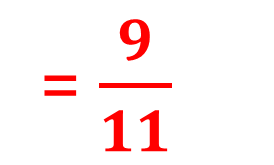 = 9/11